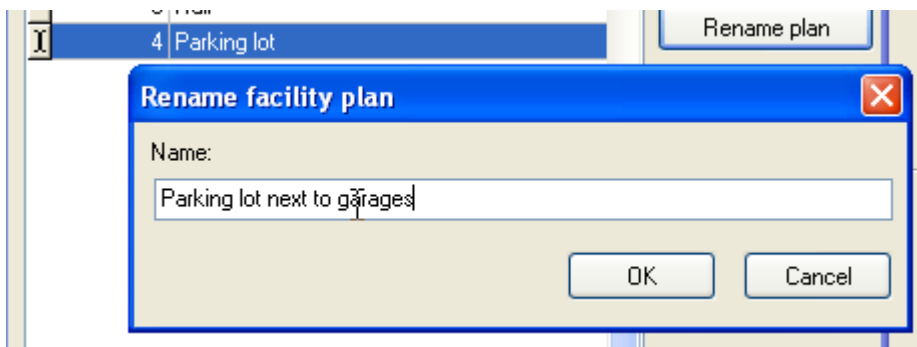 4 Parking lot
Rename plan
Rename facility plan
Name:
Parking lot next to garages
OK
Cancel